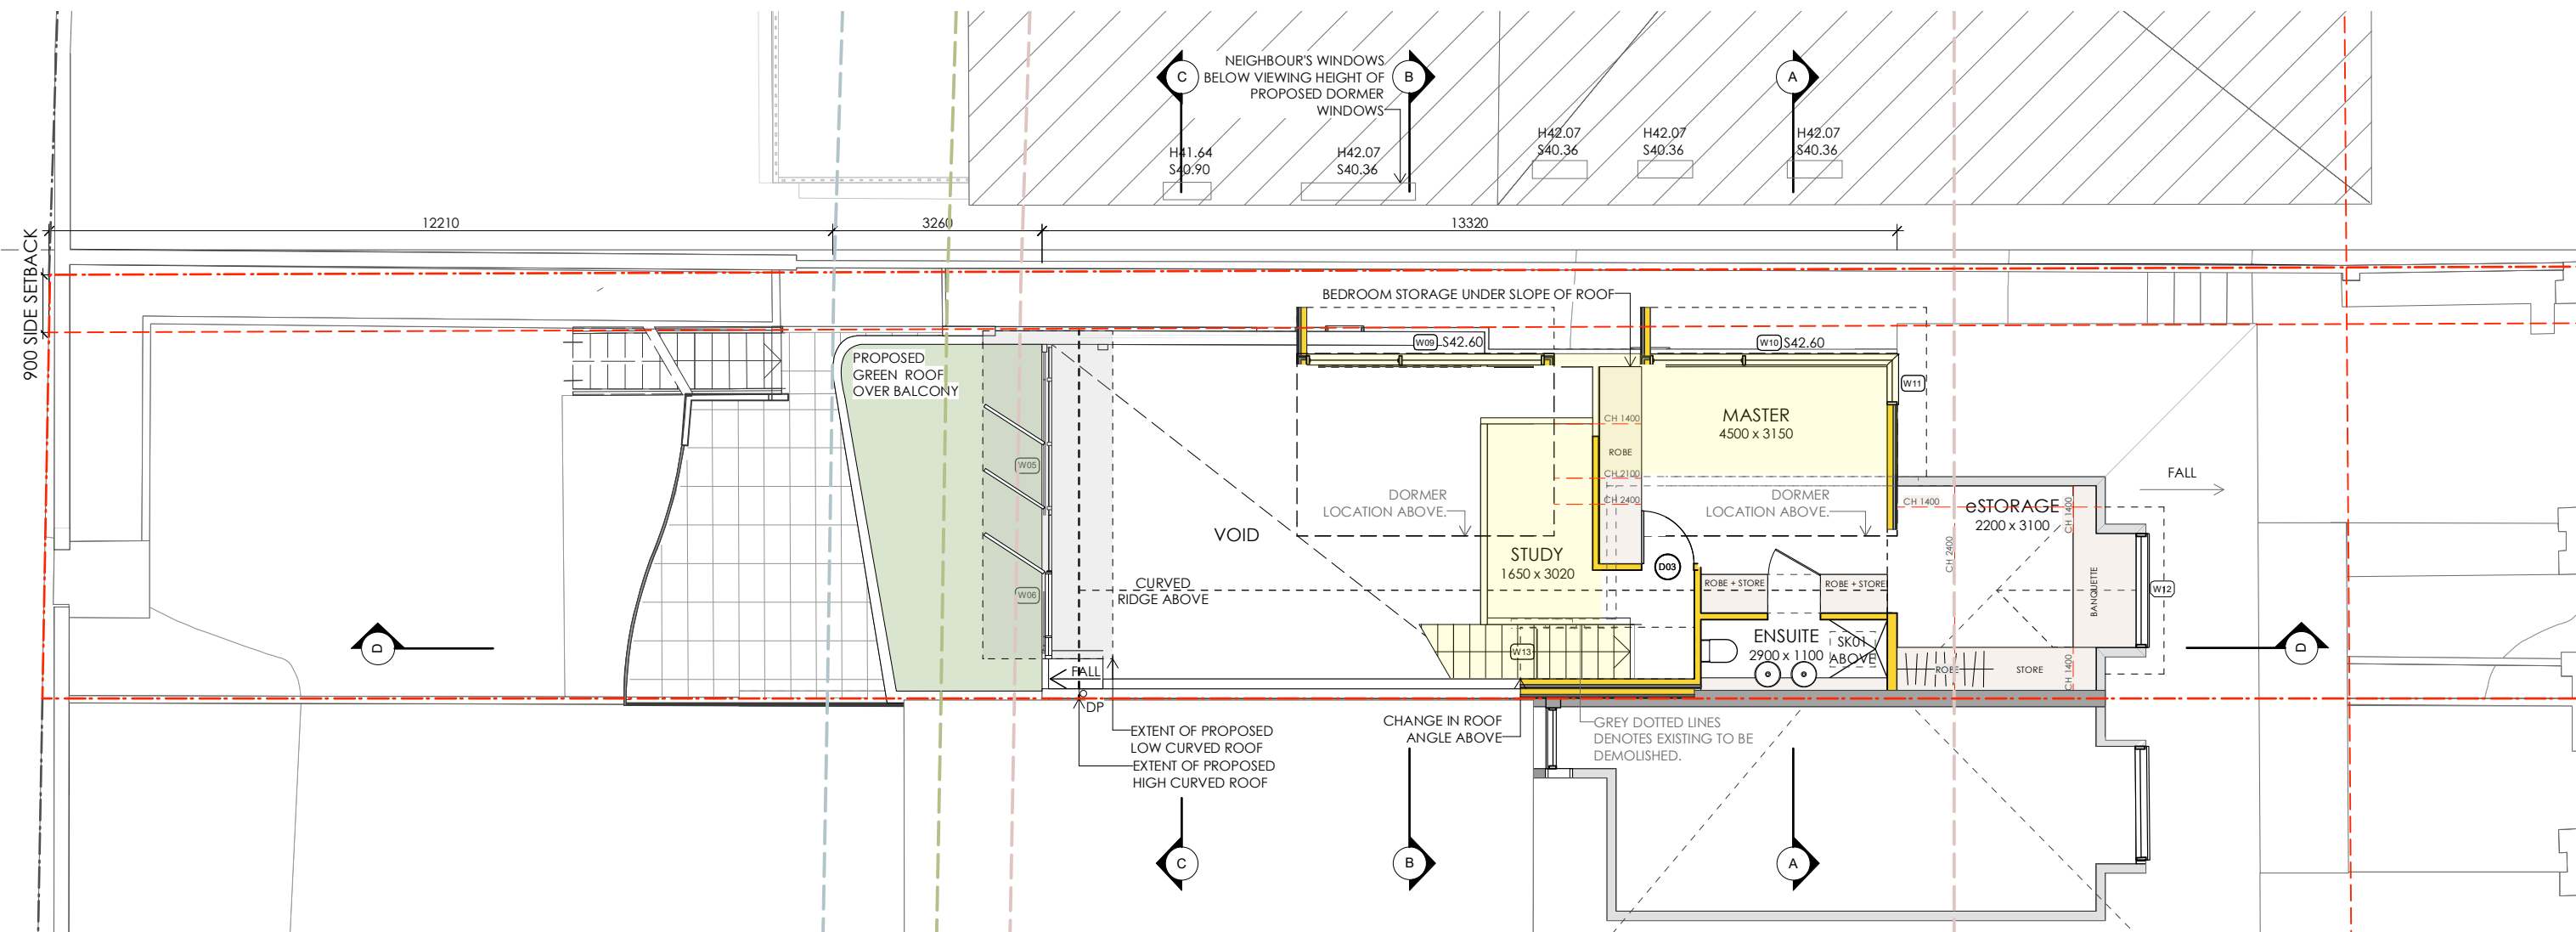 C
NEIGHBOUR'S WINDOWS
BELOW VIEWING HEIGHT OF
PROPOSED DORMER
WINDOWS
B
A
H41.64
S40.90
H42.07
S40.36
H42.07
S40.36
H42.07
S40.36
H42.07
S40.36
12210
3260
13320
900 SIDE SETBACK
BEDROOM STORAGE UNDER SLOPE OF ROOF
W09 S42.60
W10 S42.60
W11
PROPOSED
GREEN ROOF
OVER BALCONY
CH 1400
MASTER
4500 x 3150
ROBE
CH 2100
CH 2400
W05
DORMER
LOCATION ABOVE.
DORMER
LOCATION ABOVE.
FALL
CH 1400
eSTORAGE
2200 x 3100
CH 1400
CH 2400
VOID
STUDY
1650 x 3020
D03
CURVED
RIDGE ABOVE
W06
ROBE + STORE
ROBE + STORE
BANQUETTE
W12
D
ENSUITE
2900 x 1100
SK01
ABOVE
W13
D
FALL
ROBE
STORE
CH 1400
DP
EXTENT OF PROPOSED
LOW CURVED ROOF
EXTENT OF PROPOSED
HIGH CURVED ROOF
CHANGE IN ROOF
ANGLE ABOVE
GREY DOTTED LINES
DENOTES EXISTING TO BE
DEMOLISHED.
C
B
A